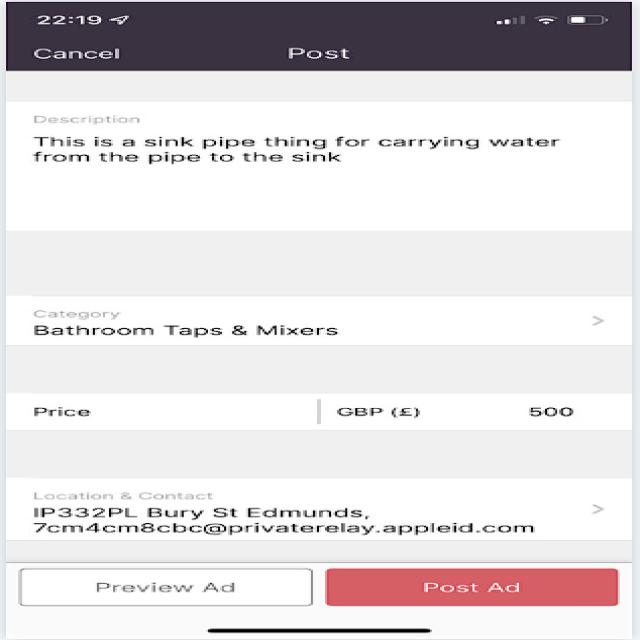 22:19
Cancel Post
Description
This is a sink pipe thing for carrying water
from the pipe to the sink
Category
Bathroom Taps & Mixers
Price GBP (£) 500
Location & Contact
IP332PL Bury St Edmunds,
7cm4cm8cbc@privaterelay.appleid.com
Preview Ad Post Ad